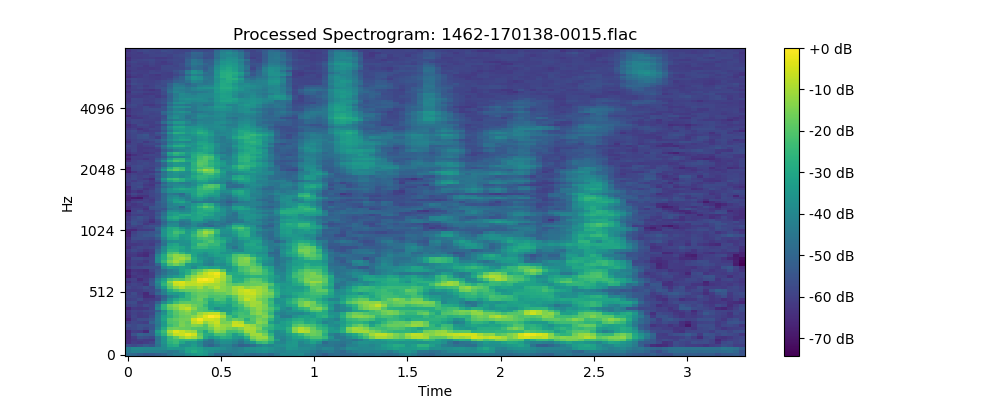 Processed Spectrogram: 1462-170138-0015.flac
Hz
4096
2048
1024
512
0
0
0.5
1
1.5
2
2.5
3
Time
+0 dB
-10 dB
-20 dB
-30 dB
-40 dB
-50 dB
-60 dB
-70 dB